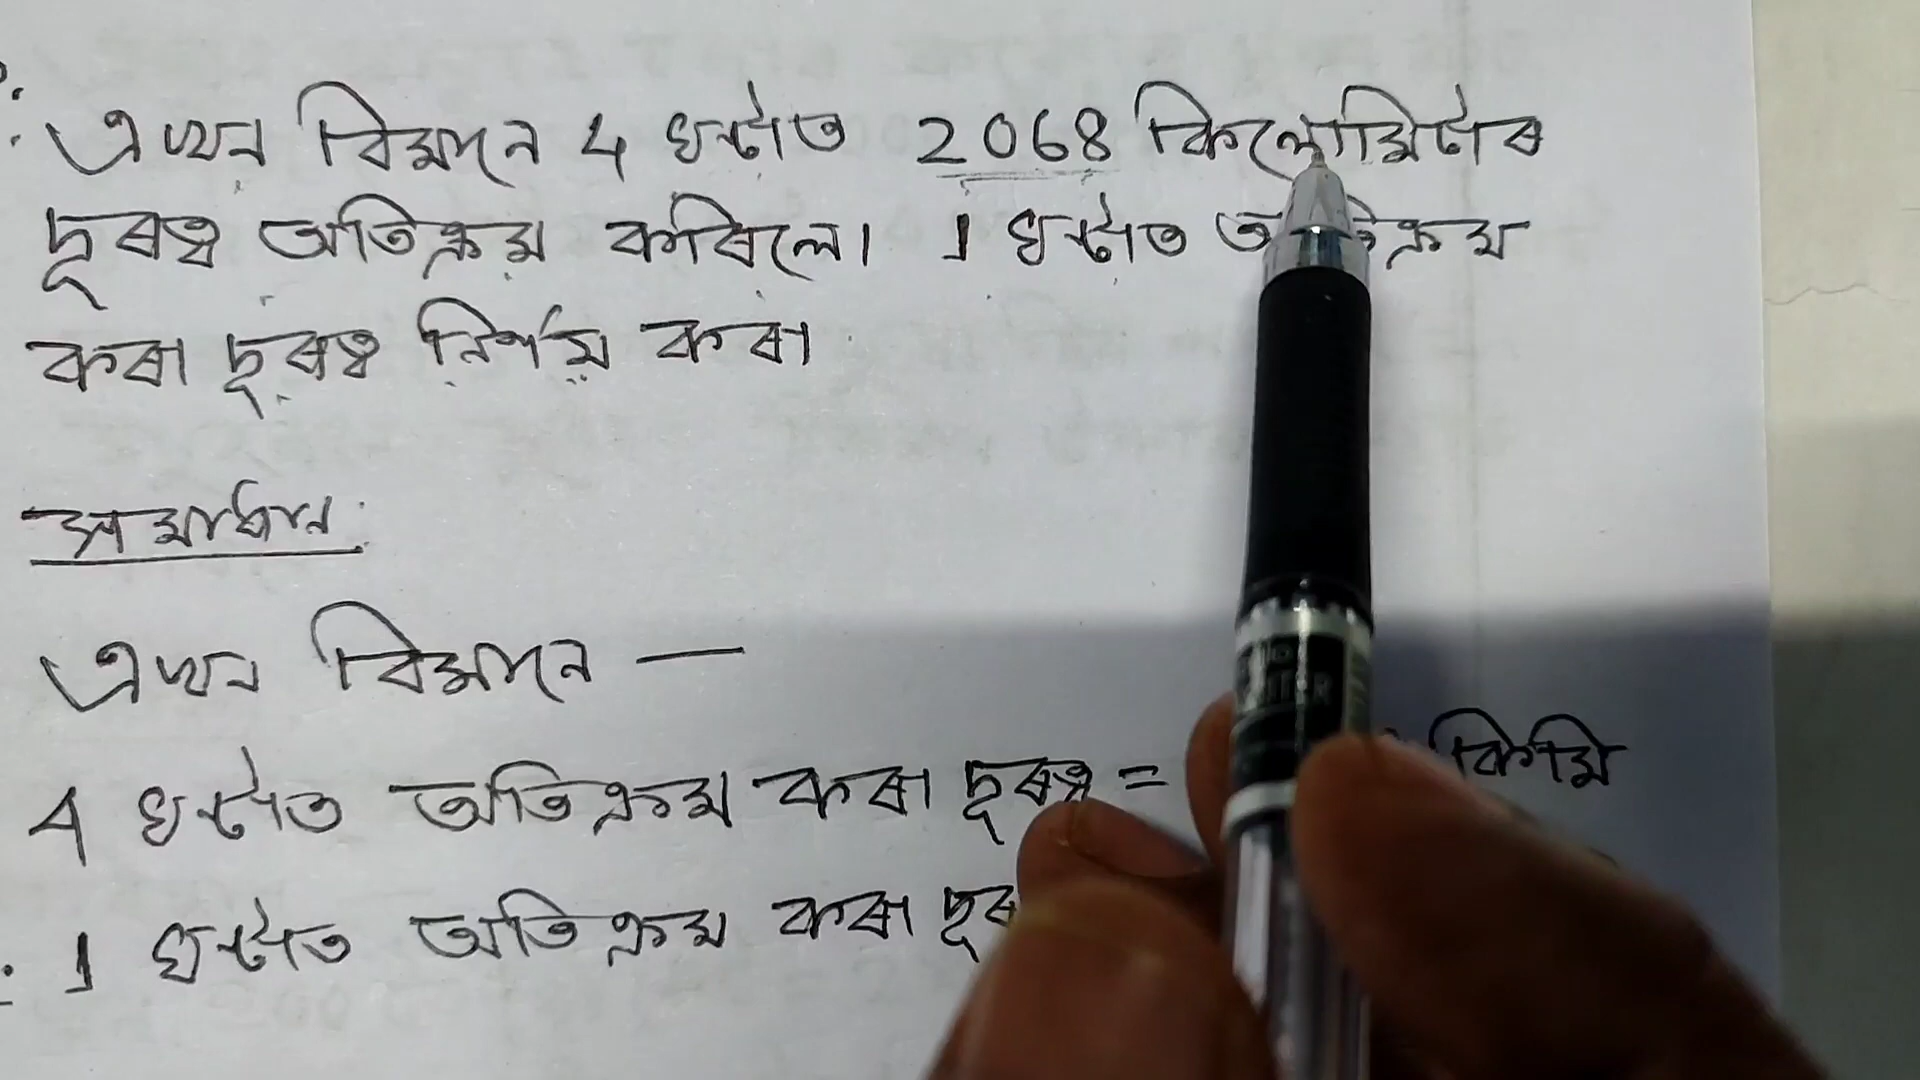 এখন বিমানে 4 ঘণ্টাত 2068 কিলোমিটাৰ
দূৰত্ব অতিক্ৰম কৰিলে। 1 ঘণ্টাত অতিক্ৰম
কৰা দূৰত্ব নিৰ্ণয় কৰা
সমাধান:
এখন বিমানে —
4 ঘণ্টাত অতিক্ৰম কৰা দূৰত্ব = কিমি
∴ 1 ঘণ্টাত অতিক্ৰম কৰা